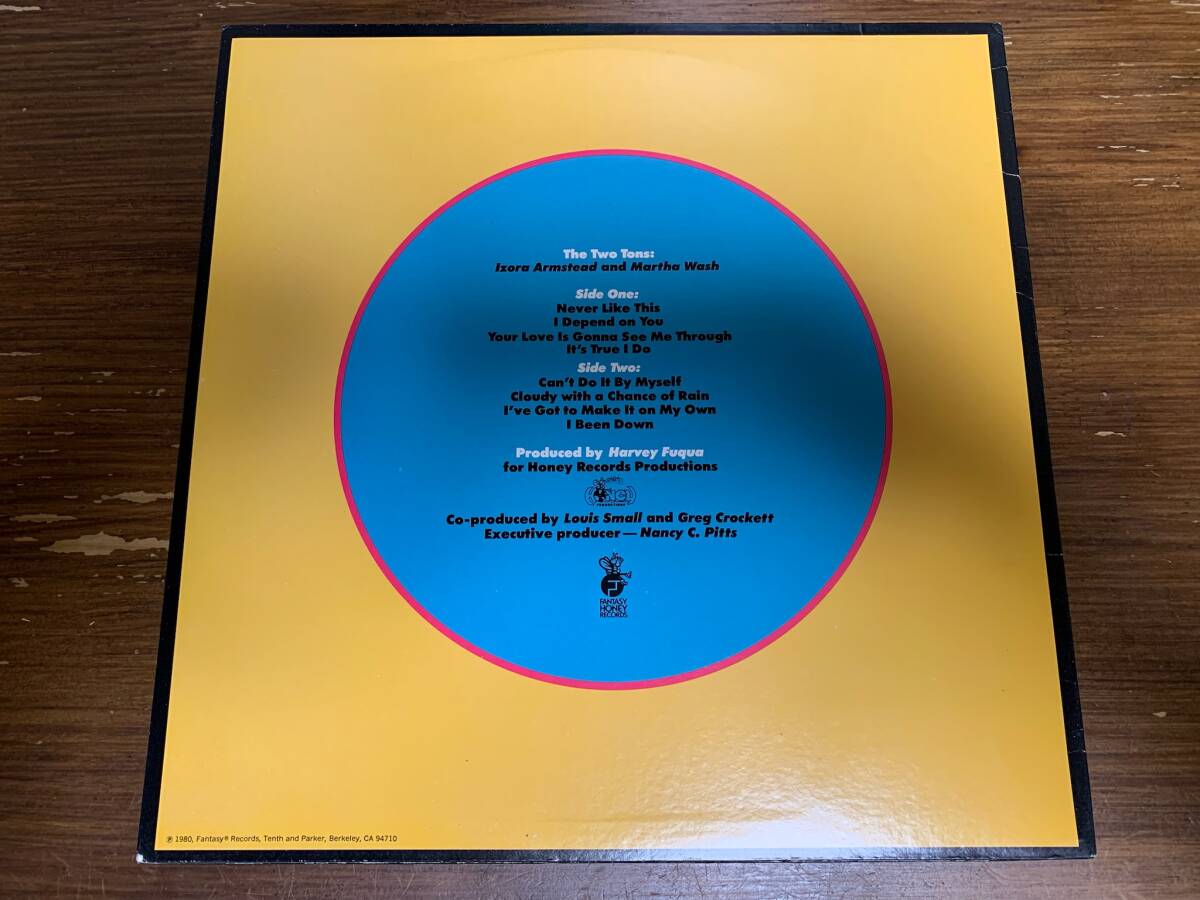 The Two Tons:
Izora Armstead and Martha Wash
Side One:
Never Like This
I Depend on You
Your Love Is Gonna See Me Through
It's True I Do
Side Two:
Can't Do It By Myself
Cloudy with a Chance of Rain
I've Got to Make It on My Own
I Been Down
Produced by Harvey Fuqua
for Honey Records Productions
PRODUCTIONS
Co-produced by Louis Small and Greg Crockett
Executive producer — Nancy C. Pitts
FANTASY
HONEY
RECORDS
℗ 1980, Fantasy® Records, Tenth and Parker, Berkeley, CA 94710